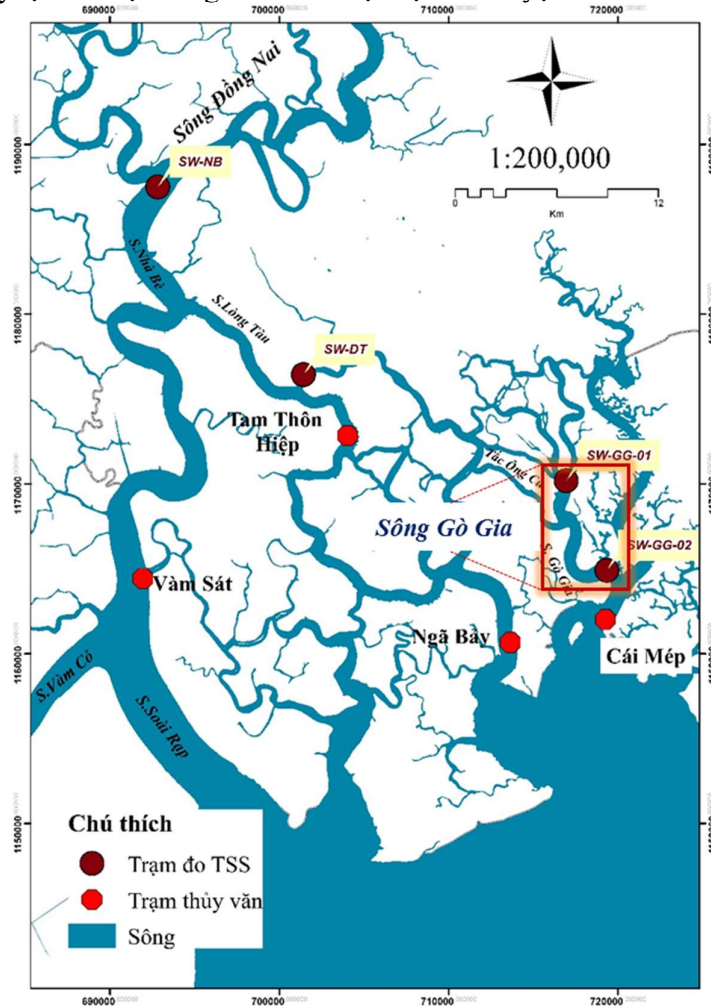 690000 700000 710000 720000
Sông Đồng Nai
1:200,000
0 12
Km
1190000
SW-NB
S.Nhà Bè
1180000
1180000
S.Lòng Tàu
SW-DT
Tam Thôn
Hiệp
Tắc Ông Cu
SW-GG-01
1170000
1170000
Sông Gò Gia
SW-GG-02
S. Gò Gia
Vàm Sát
Ngã Bảy
Cái Mép
1160000
S.Vàm Cỏ
S.Soài Rạp
1150000
Chú thích
Trạm đo TSS
Trạm thủy văn
Sông
690000 700000 710000 720000